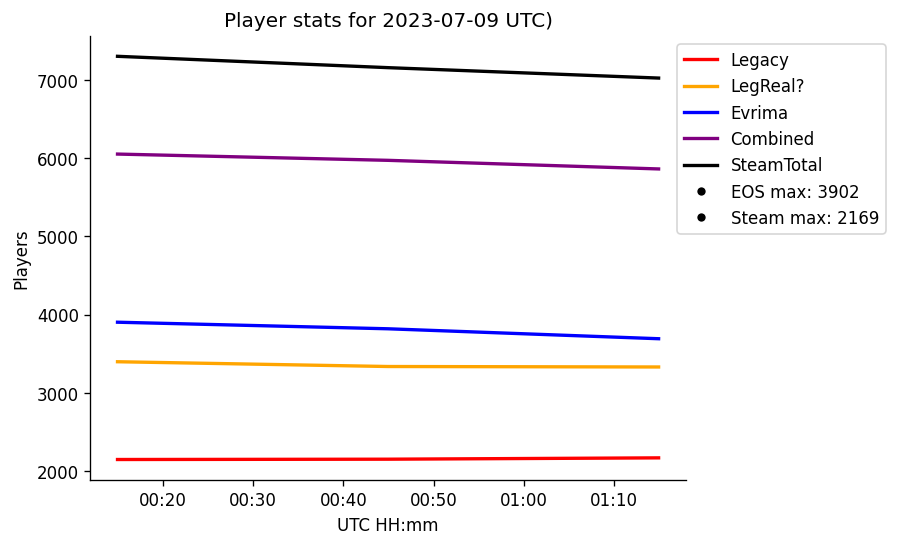 Player stats for 2023-07-09 UTC)
Legacy
LegReal?
Evrima
Combined
SteamTotal
EOS max: 3902
Steam max: 2169
Players
7000
6000
5000
4000
3000
2000
00:20 00:30 00:40 00:50 01:00 01:10
UTC HH:mm